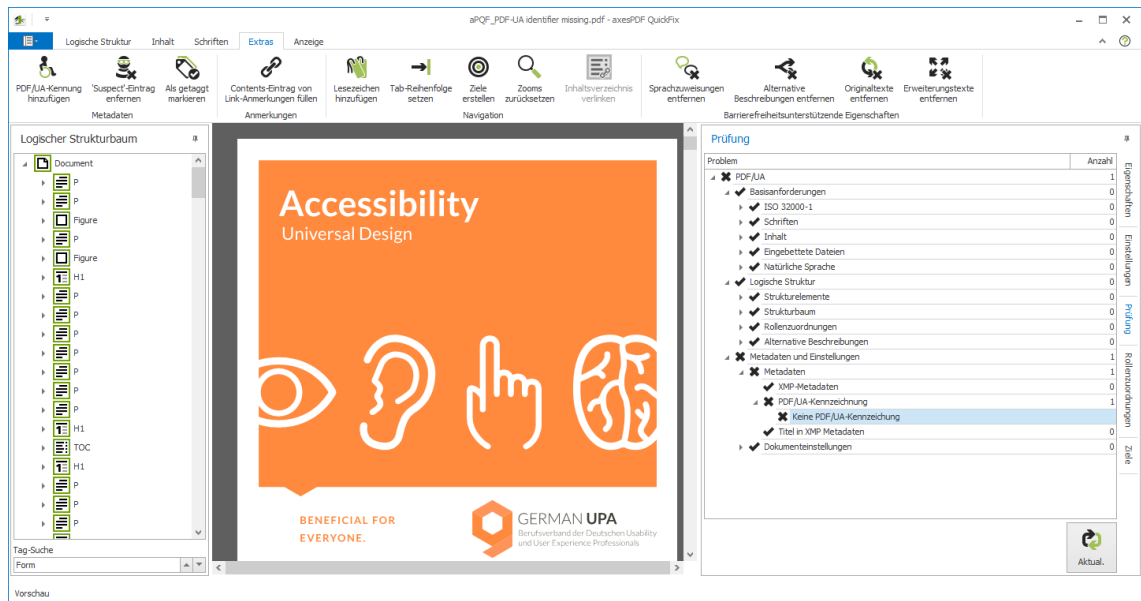 aPQF_PDF-UA identifier missing.pdf - axesPDF QuickFix
Logische Struktur Inhalt Schriften Extras Anzeige
PDF/UA-Kennung hinzufügen
'Suspect'-Eintrag entfernen
Als getaggt markieren
Contents-Eintrag von Link-Anmerkungen füllen
Lesezeichen hinzufügen
Tab-Reihenfolge setzen
Ziele erstellen
Zooms zurücksetzen
Inhaltsverzeichnis verlinken
Sprachzuweisungen entfernen
Alternative Beschreibungen entfernen
Originaltexte entfernen
Erweiterungstexte entfernen
Metadaten
Anmerkungen
Navigation
Barrierefreiheitsunterstützende Eigenschaften
Logischer Strukturbaum
Document
P
P
Figure
P
Figure
H1
P
P
P
P
P
P
P
H1
TOC
H1
P
P
P
Tag-Suche
Form
Vorschau
Accessibility
Universal Design
BENEFICIAL FOR
EVERYONE.
GERMAN UPA
Berufsverband der Deutschen Usability
und User Experience Professionals
Prüfung
Problem Anzahl
PDF/UA 1
Basisanforderungen 0
ISO 32000-1 0
Schriften 0
Inhalt 0
Eingebettete Dateien 0
Natürliche Sprache 0
Logische Struktur 0
Strukturelemente 0
Strukturbaum 0
Rollenzuordnungen 0
Alternative Beschreibungen 0
Metadaten und Einstellungen 1
Metadaten 1
XMP-Metadaten 0
PDF/UA-Kennzeichnung 1
Keine PDF/UA-Kennzeichung
Titel in XMP Metadaten 0
Dokumenteinstellungen 0
Aktual.
Eigenschaften
Einstellungen
Prüfung
Rollenzuordnungen
Ziele